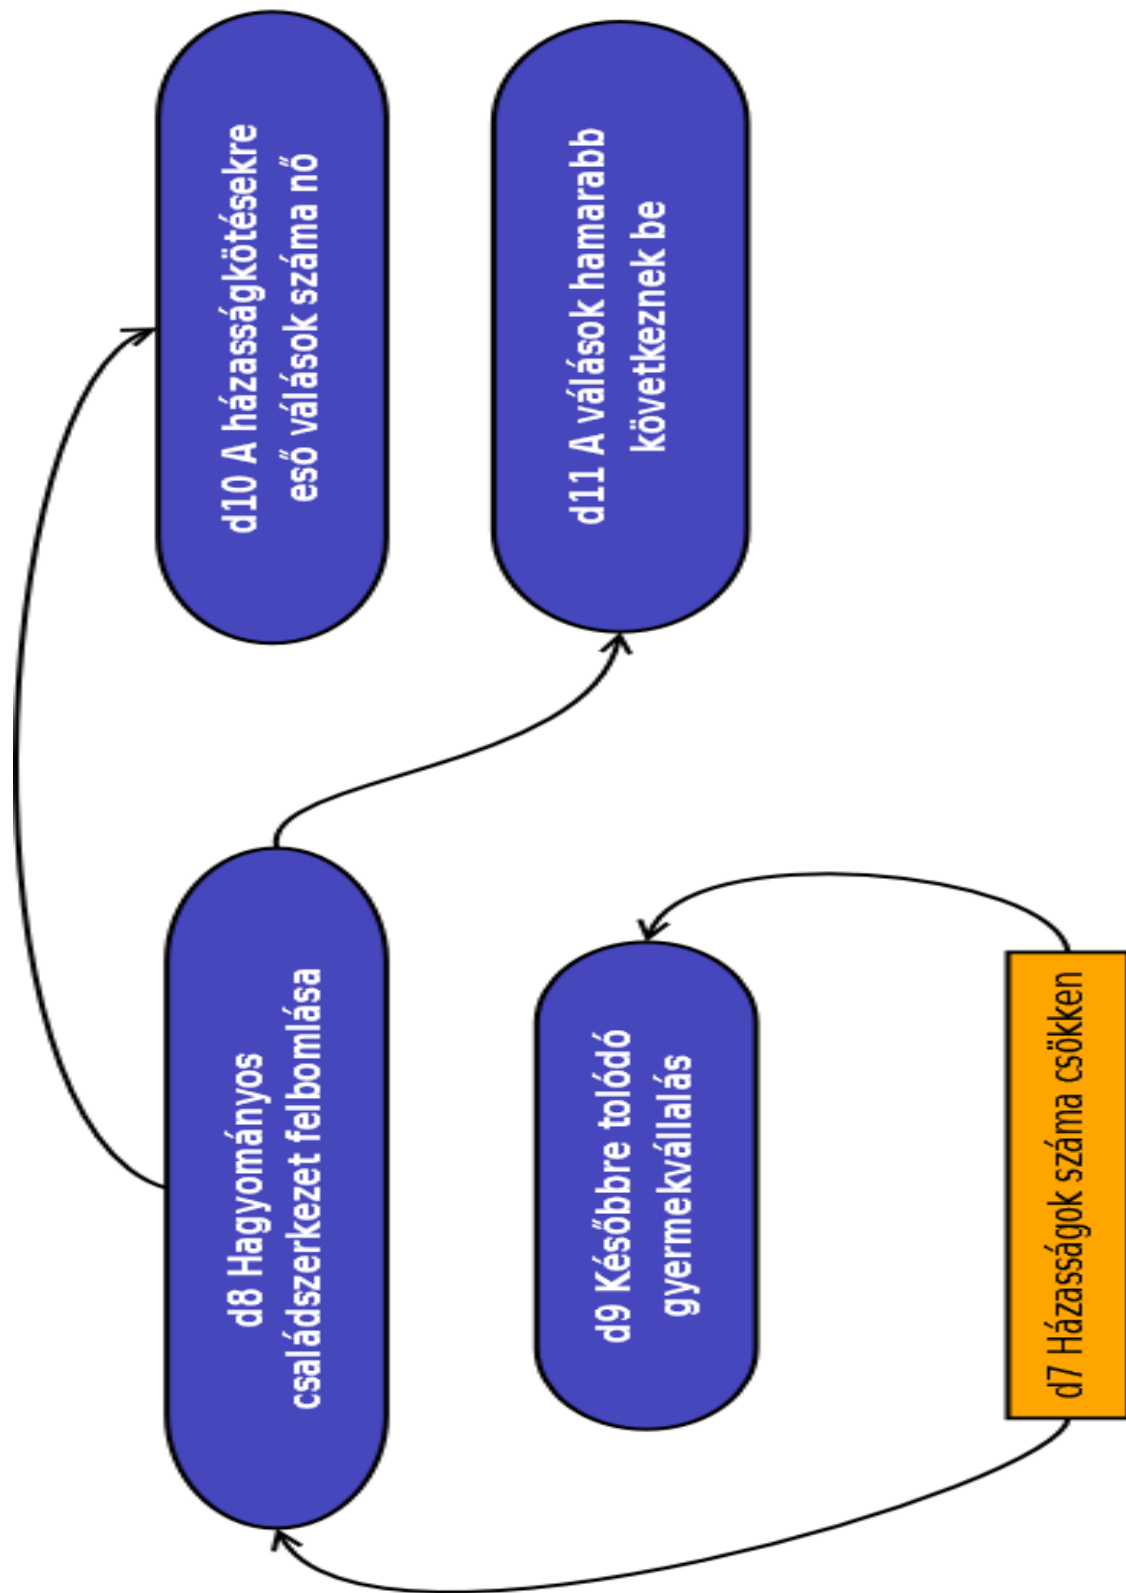 d8 Hagyományos
családszerkezet felbomlása
d10 A házasságkötésekre
eső válások száma nő
d9 Későbbre tolódó
gyermekvállalás
d11 A válások hamarabb
következnek be
d7 Házasságok száma csökken